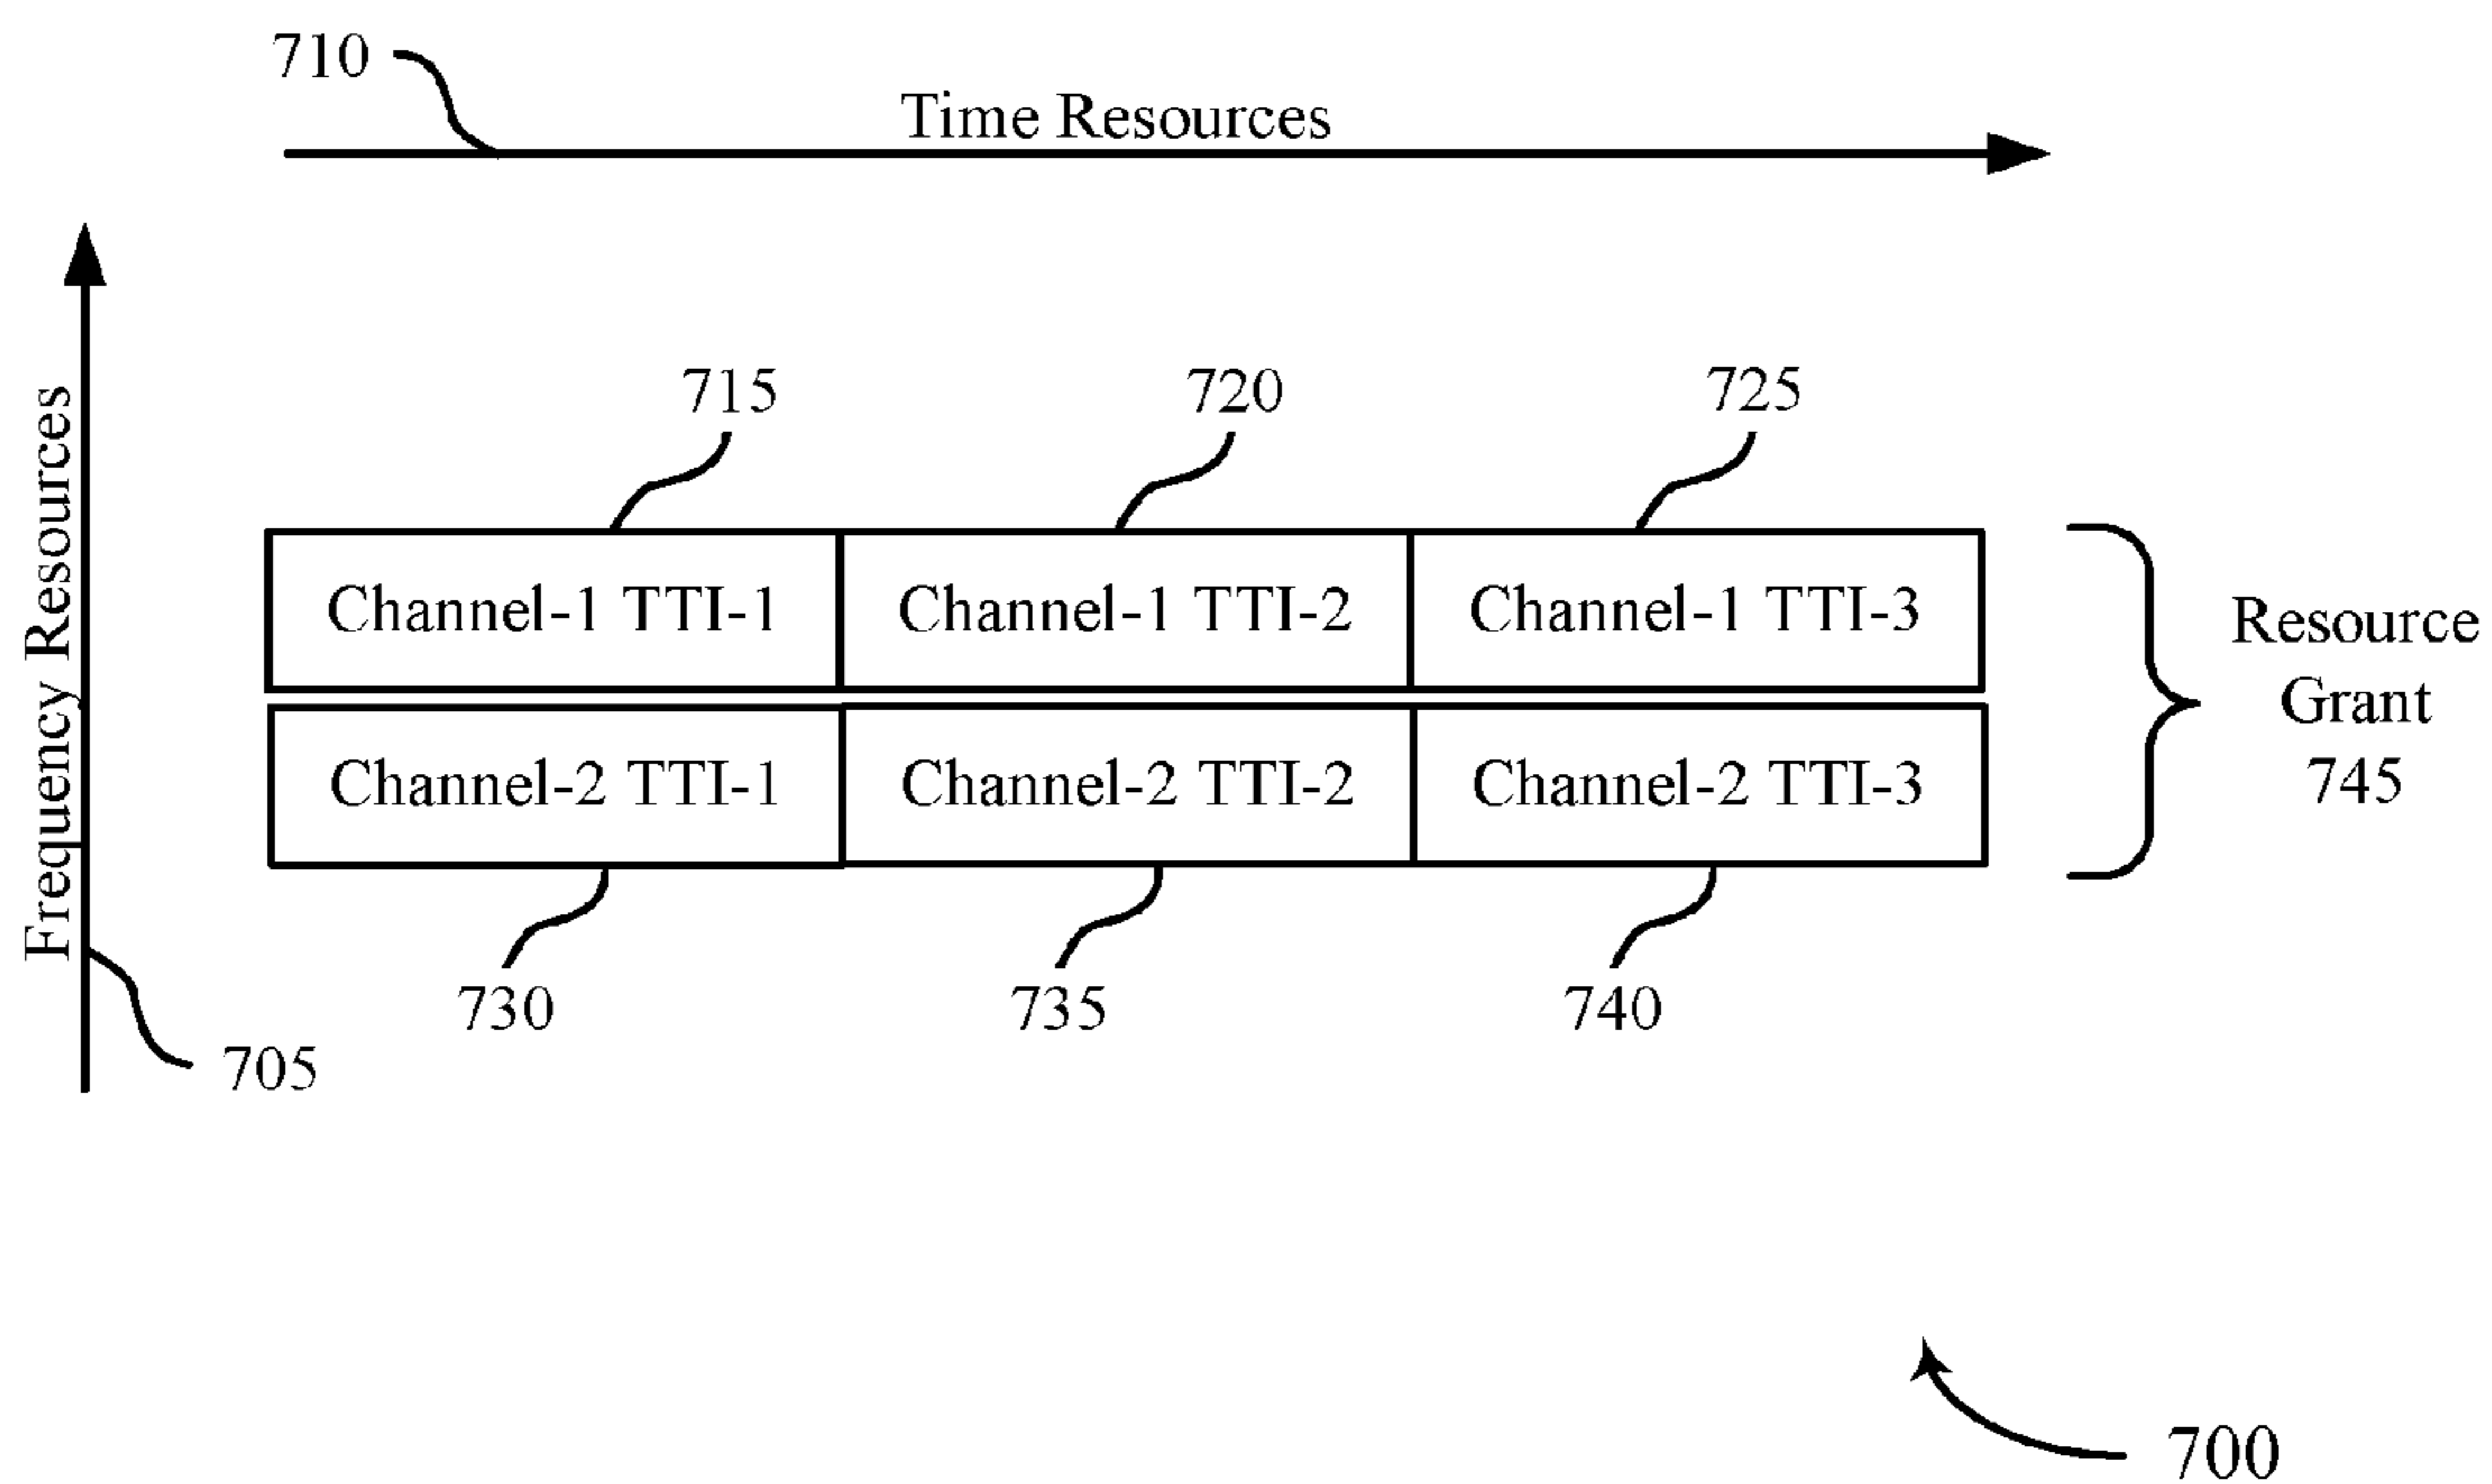 710
Time Resources
Frequency Resources
715
720
725
Channel-1 TTI-1
Channel-1 TTI-2
Channel-1 TTI-3
Channel-2 TTI-1
Channel-2 TTI-2
Channel-2 TTI-3
Resource
Grant
745
730
735
740
705
700